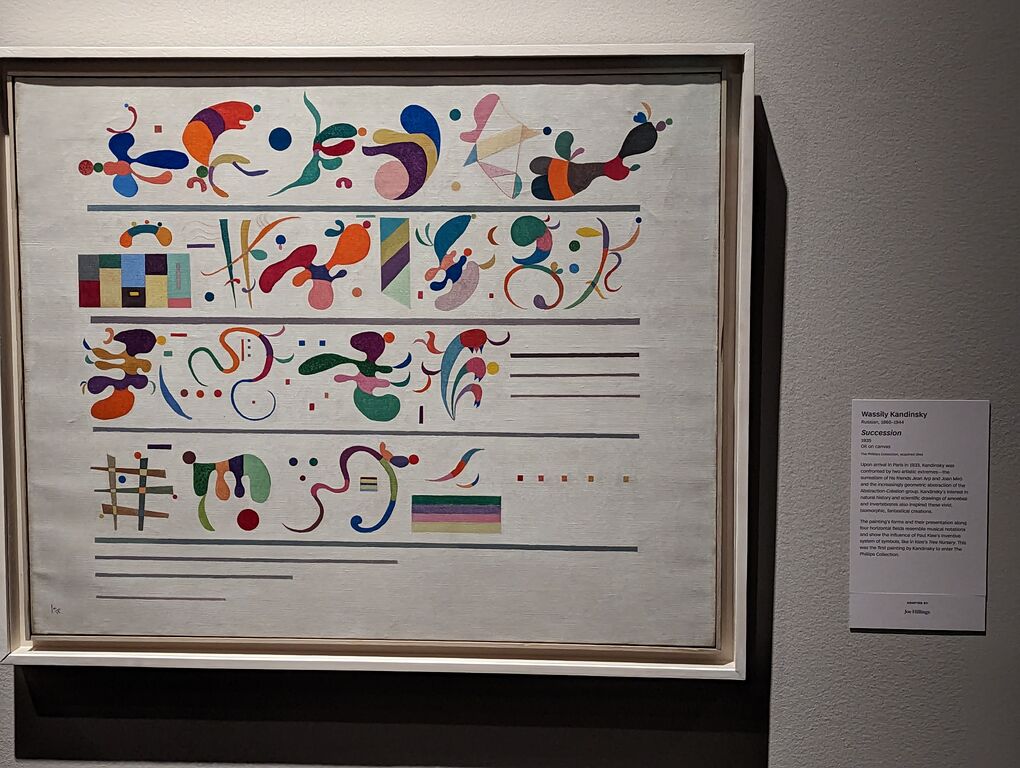 Wassily Kandinsky
Russian, 1866–1944
Succession
1935
Oil on canvas
The Phillips Collection, acquired 1944
Upon arrival in Paris in 1933, Kandinsky was
confronted by two artistic extremes—the
surrealism of his friends Jean Arp and Joan Miró
and the increasingly geometric abstraction of the
Abstraction-Création group. Kandinsky's interest in
natural history and scientific drawings of amoebas
and invertebrates also inspired these vivid,
biomorphic, fantastical creations.
The painting's forms and their presentation along
four horizontal fields resemble musical notations
and show the influence of Paul Klee's inventive
system of symbols, like in Klee's Tree Nursery. This
was the first painting by Kandinsky to enter The
Phillips Collection.
ADOPTED BY
Joe Hillings